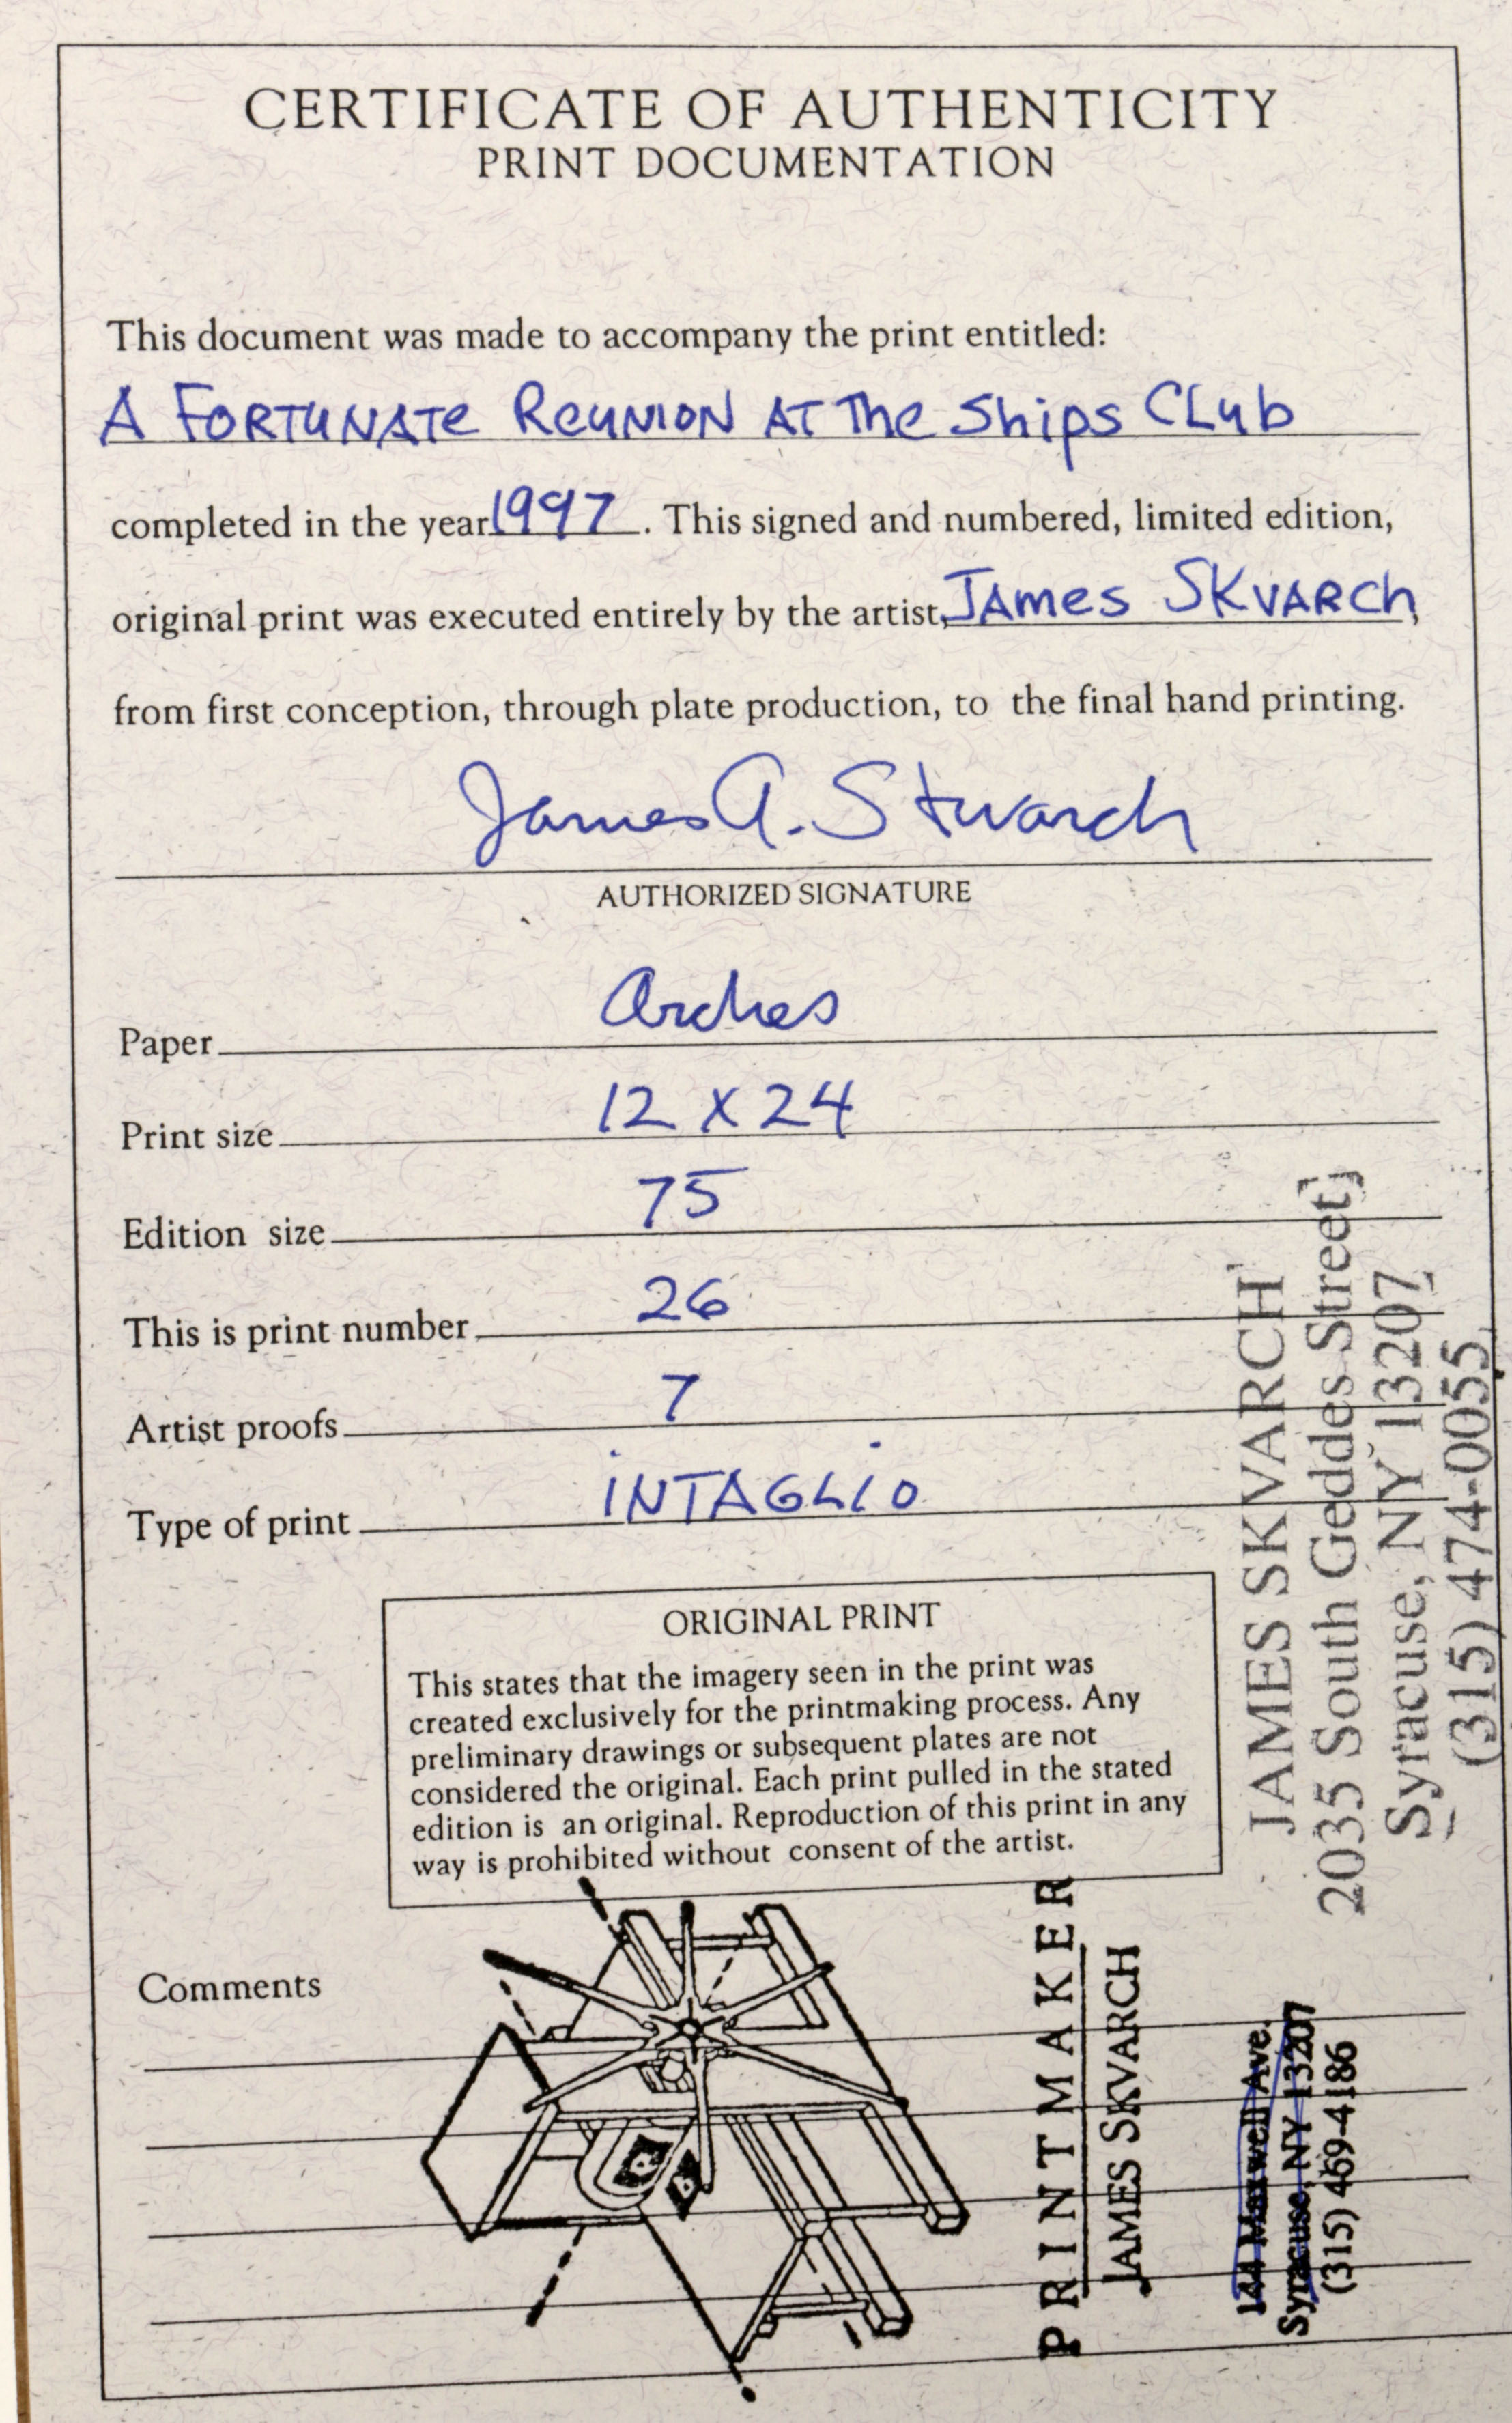 CERTIFICATE OF AUTHENTICITY
PRINT DOCUMENTATION
This document was made to accompany the print entitled:
A FORTUNATE REUNION AT The Ships CLub
completed in the year 1997. This signed and numbered, limited edition,
original print was executed entirely by the artist, JAmes SKVARCh,
from first conception, through plate production, to the final hand printing.
James A. Skvarch
AUTHORIZED SIGNATURE
Paper Arches
Print size 12 X 24
Edition size 75
This is print number 26
Artist proofs 7
Type of print iNTAGLiO
ORIGINAL PRINT
This states that the imagery seen in the print was
created exclusively for the printmaking process. Any
preliminary drawings or subsequent plates are not
considered the original. Each print pulled in the stated
edition is an original. Reproduction of this print in any
way is prohibited without consent of the artist.
Comments
PRINTMAKER
JAMES SKVARCH
144 Maxwell Ave.
Syracuse, NY 13207
(315) 469-4186
JAMES SKVARCH
2035 South Geddes Street
Syracuse, NY 13207
(315) 474-0055